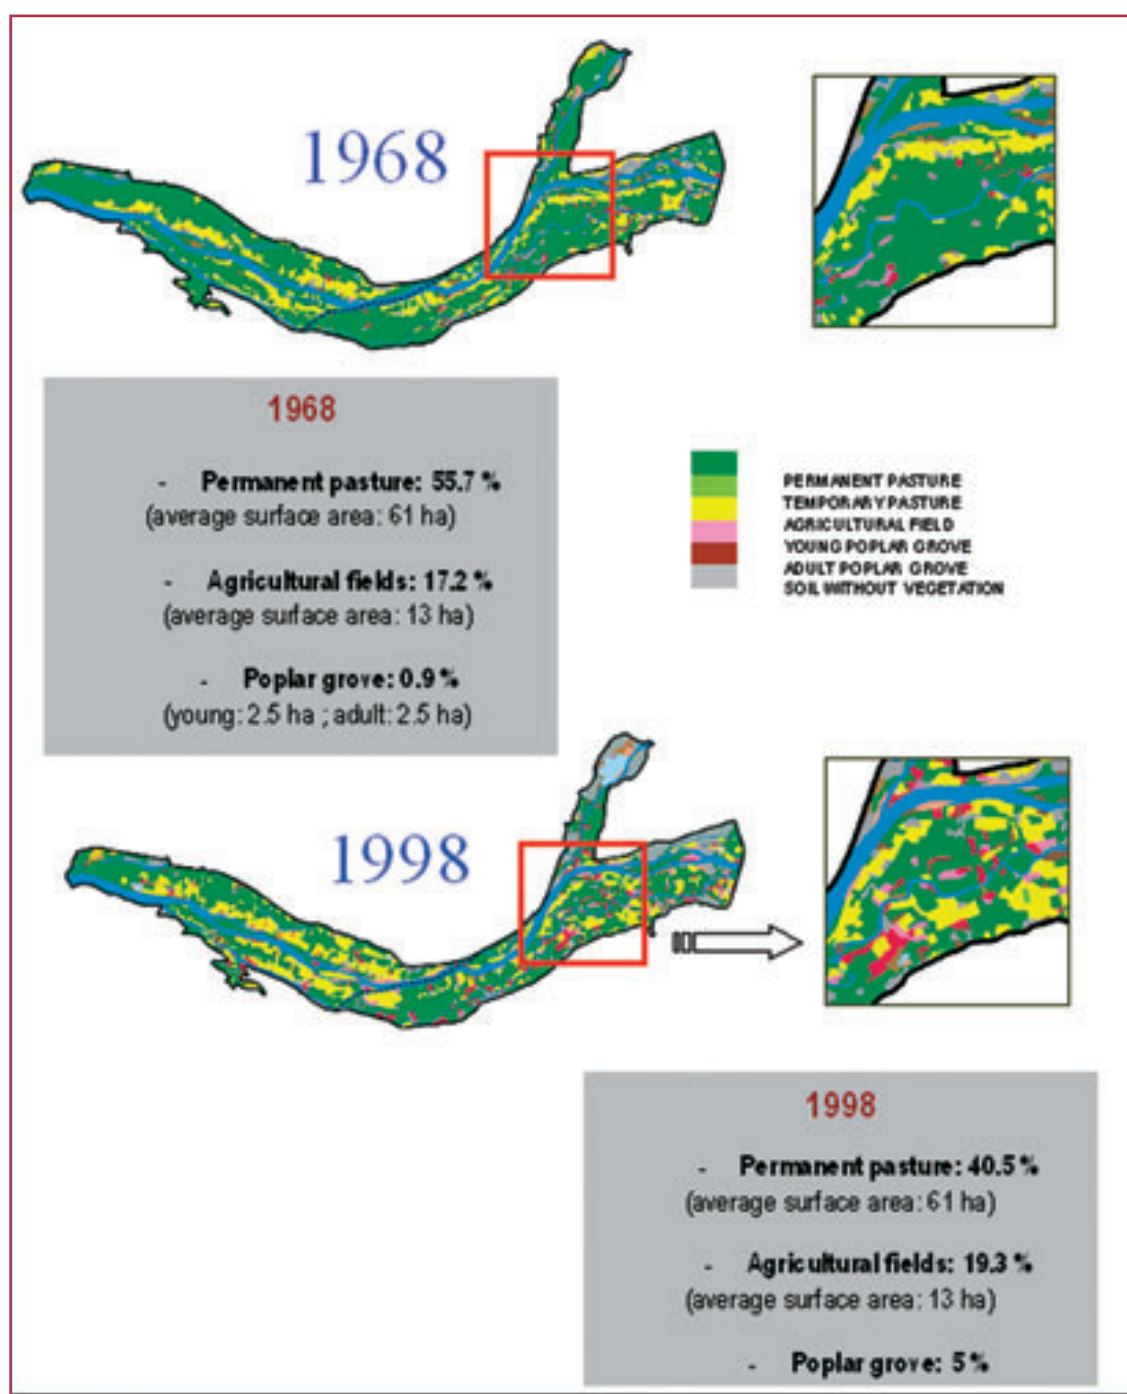 1968
1968
- Permanent pasture: 55.7 %
(average surface area: 61 ha)
- Agricultural fields: 17.2 %
(average surface area: 13 ha)
- Poplar grove: 0.9 %
(young: 2.5 ha ; adult: 2.5 ha)
PERMANENT PASTURE
TEMPORARY PASTURE
AGRICULTURAL FIELD
YOUNG POPLAR GROVE
ADULT POPLAR GROVE
SOIL WITHOUT VEGETATION
1998
1998
- Permanent pasture: 40.5 %
(average surface area: 61 ha)
- Agricultural fields: 19.3 %
(average surface area: 13 ha)
- Poplar grove: 5 %